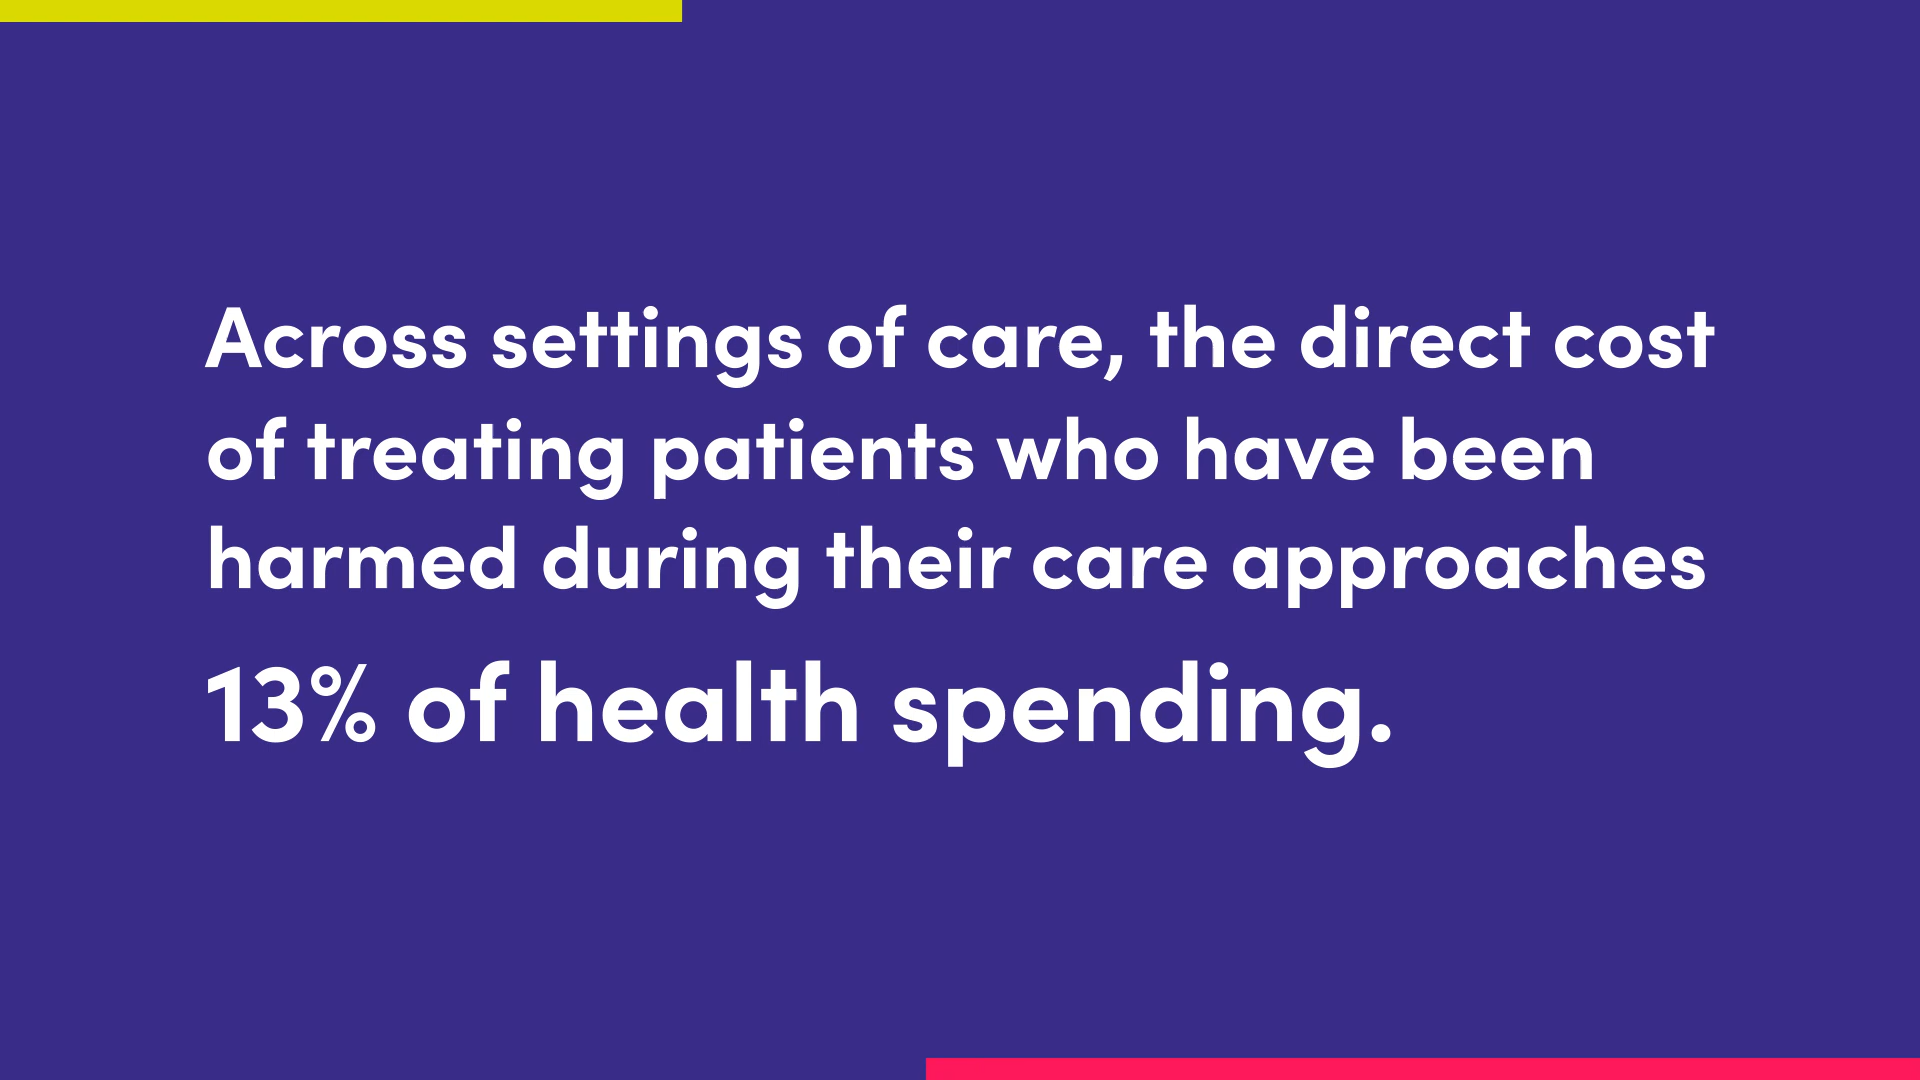 Across settings of care, the direct cost
of treating patients who have been
harmed during their care approaches
13% of health spending.